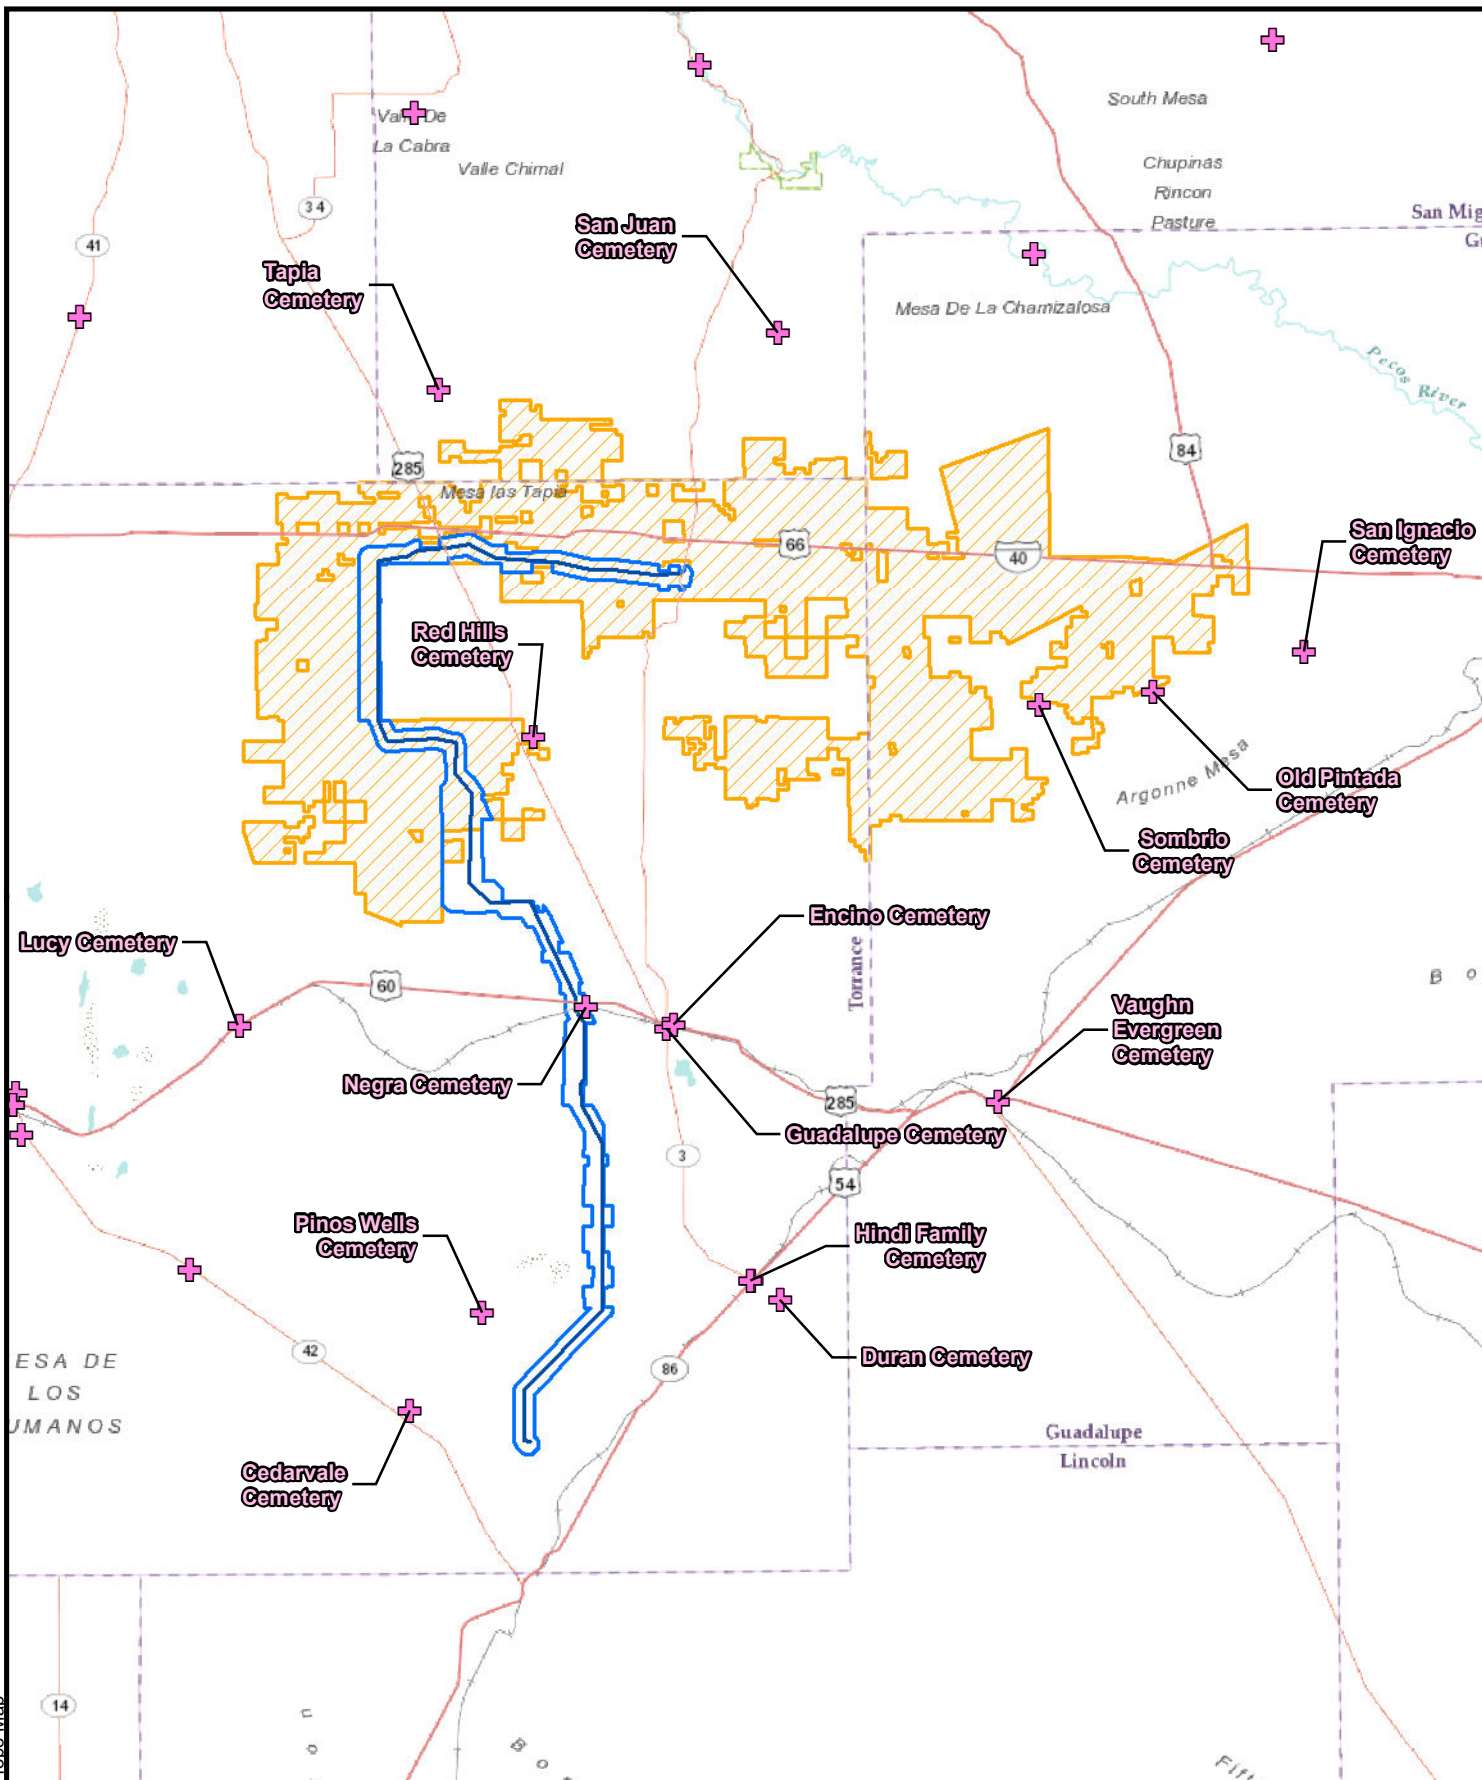 South Mesa
Valle De
La Cabra
Valle Chimal
Chupinas
Rincon
Pasture
34
41
San Mig
San Juan
Cemetery
Tapia
Cemetery
Mesa De La Chamizalosa
Pecos River
84
285
Mesa las Tapia
66
40
San Ignacio
Cemetery
Red Hills
Cemetery
Argonne Mesa
Old Pintada
Cemetery
Sombrio
Cemetery
Encino Cemetery
Lucy Cemetery
Torrance
60
B o
Vaughn
Evergreen
Cemetery
Negra Cemetery
285
Guadalupe Cemetery
3
54
Pinos Wells
Cemetery
Hindi Family
Cemetery
42
ESA DE
LOS
UMANOS
86
Duran Cemetery
Guadalupe
Lincoln
Cedarvale
Cemetery
14